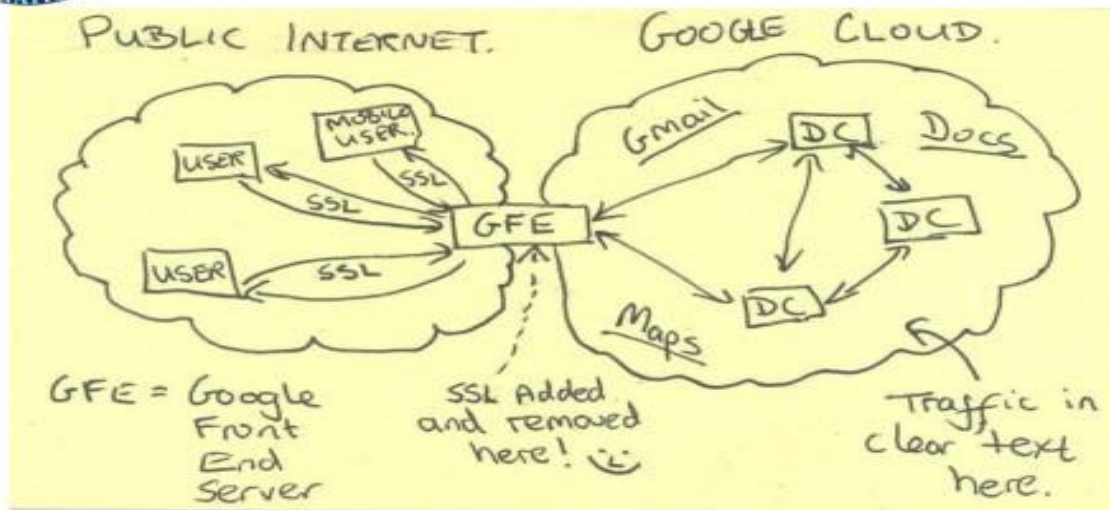 PUBLIC INTERNET.
GOOGLE CLOUD.
MOBILE
USER.
USER
SSL
SSL
USER
SSL
GFE
Gmail
DC
Docs
DC
DC
Maps
GFE = Google
Front
End
Server
SSL Added
and removed
here!
Traffic in
clear text
here.